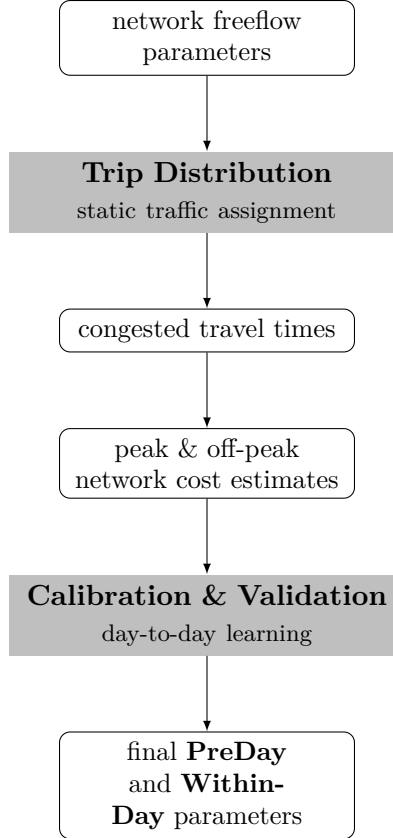 network freeflow
parameters
Trip Distribution
static traffic assignment
congested travel times
peak & off-peak
network cost estimates
Calibration & Validation
day-to-day learning
final PreDay
and Within-
Day parameters